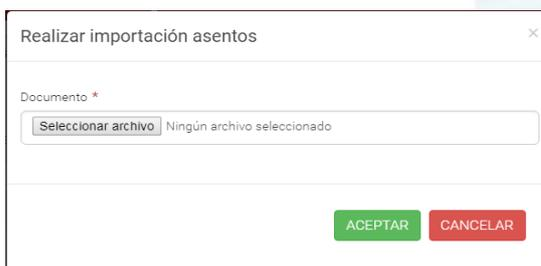 Realizar importación asentos
×
Documento *
Seleccionar archivo Ningún archivo seleccionado
ACEPTAR CANCELAR